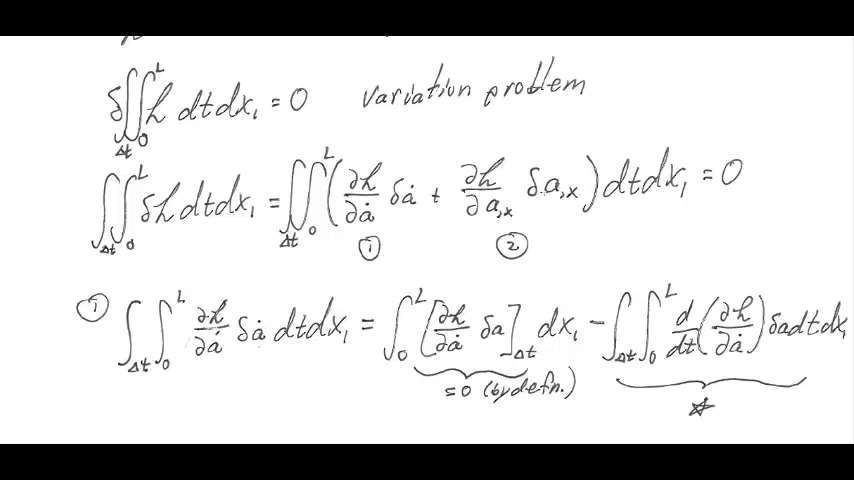 δ∫∫₀ᴸ h dt dx₁ = 0 variation problem
Δt
∫∫₀ᴸ δh dt dx₁ = ∫∫₀ᴸ (∂h/∂ȧ δȧ + ∂h/∂a,x δa,x) dt dx₁ = 0
Δt Δt
① ②
① ∫∫₀ᴸ ∂h/∂ȧ δȧ dt dx₁ = ∫₀ᴸ [∂h/∂ȧ δa]Δt dx₁ − ∫∫₀ᴸ d/dt (∂h/∂ȧ) δa dt dx₁
Δt Δt
= 0 (by defn.) ☆